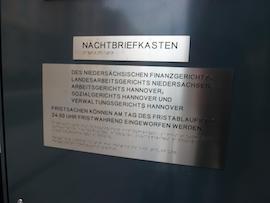 NACHTBRIEFKASTEN
DES NIEDERSÄCHSISCHEN FINANZGERICHTS,
LANDESARBEITSGERICHTS NIEDERSACHSEN,
ARBEITSGERICHTS HANNOVER,
SOZIALGERICHTS HANNOVER UND
VERWALTUNGSGERICHTS HANNOVER
FRISTSACHEN KÖNNEN AM TAG DES FRISTABLAUFS BIS
24.00 UHR FRISTWAHREND EINGEWORFEN WERDEN